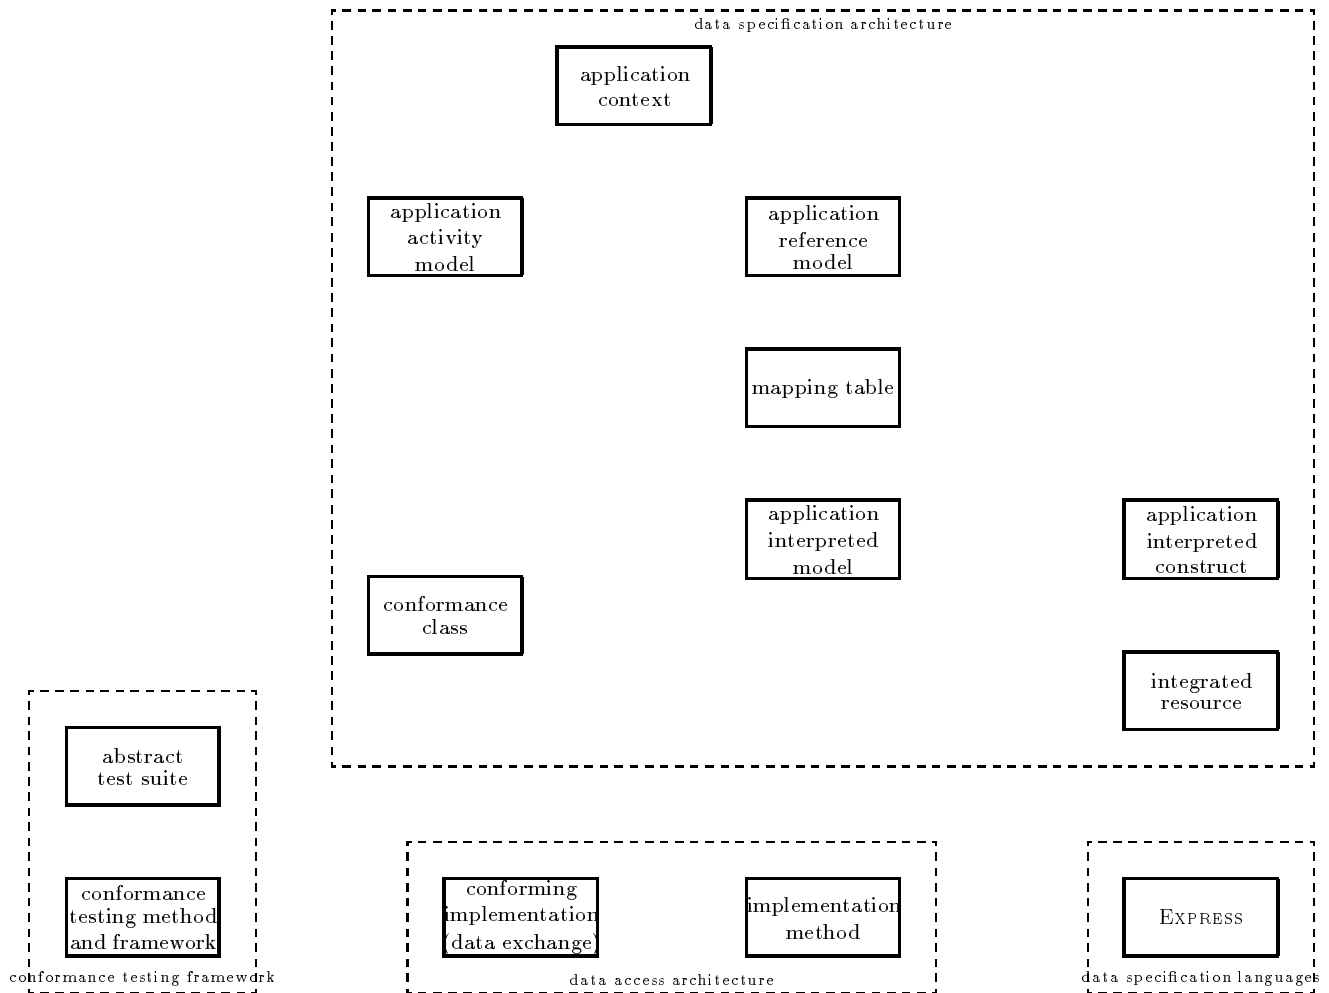 data specification architecture
application
context
application
activity
model
application
reference
model
mapping table
application
interpreted
model
application
interpreted
construct
conformance
class
integrated
resource
abstract
test suite
conformance
testing method
and framework
conformance testing framework
conforming
implementation
(data exchange)
implementation
method
data access architecture
EXPRESS
data specification languages